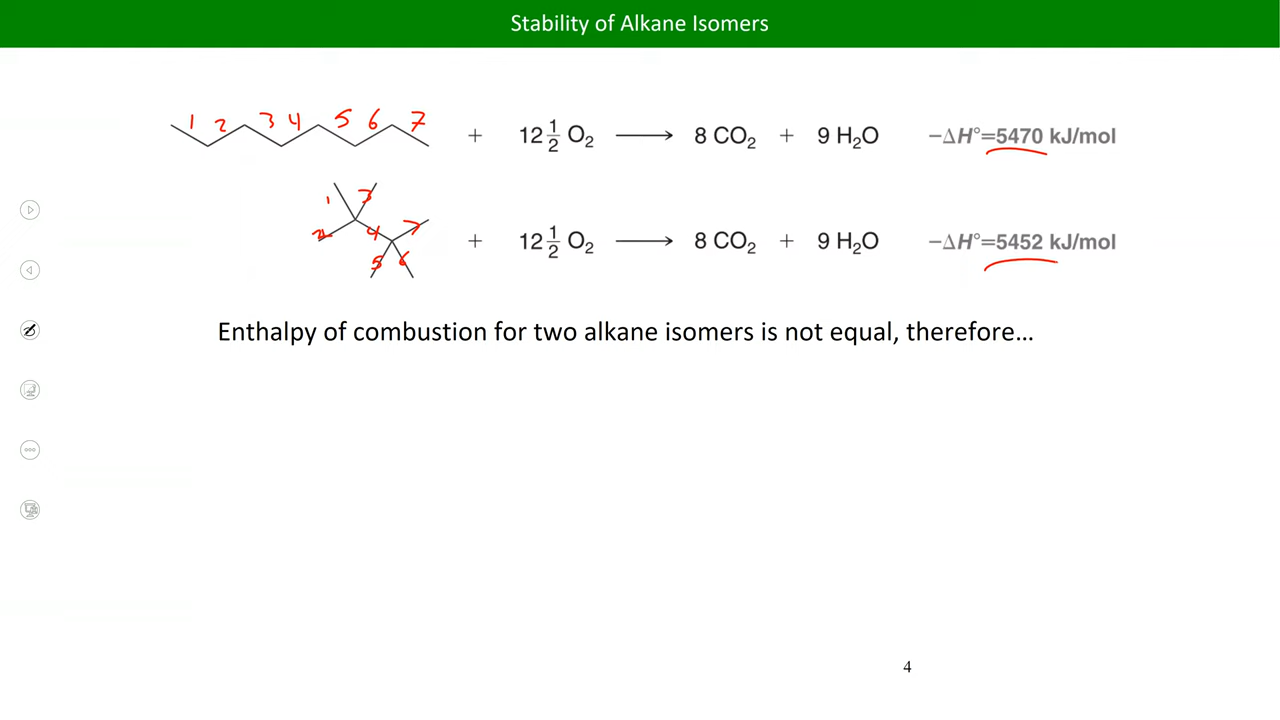 Stability of Alkane Isomers
1 2 3 4 5 6 7
+ 12 1/2 O₂ ⟶ 8 CO₂ + 9 H₂O −ΔH°=5470 kJ/mol
1 3
2 4 7
5 6
+ 12 1/2 O₂ ⟶ 8 CO₂ + 9 H₂O −ΔH°=5452 kJ/mol
Enthalpy of combustion for two alkane isomers is not equal, therefore…
4